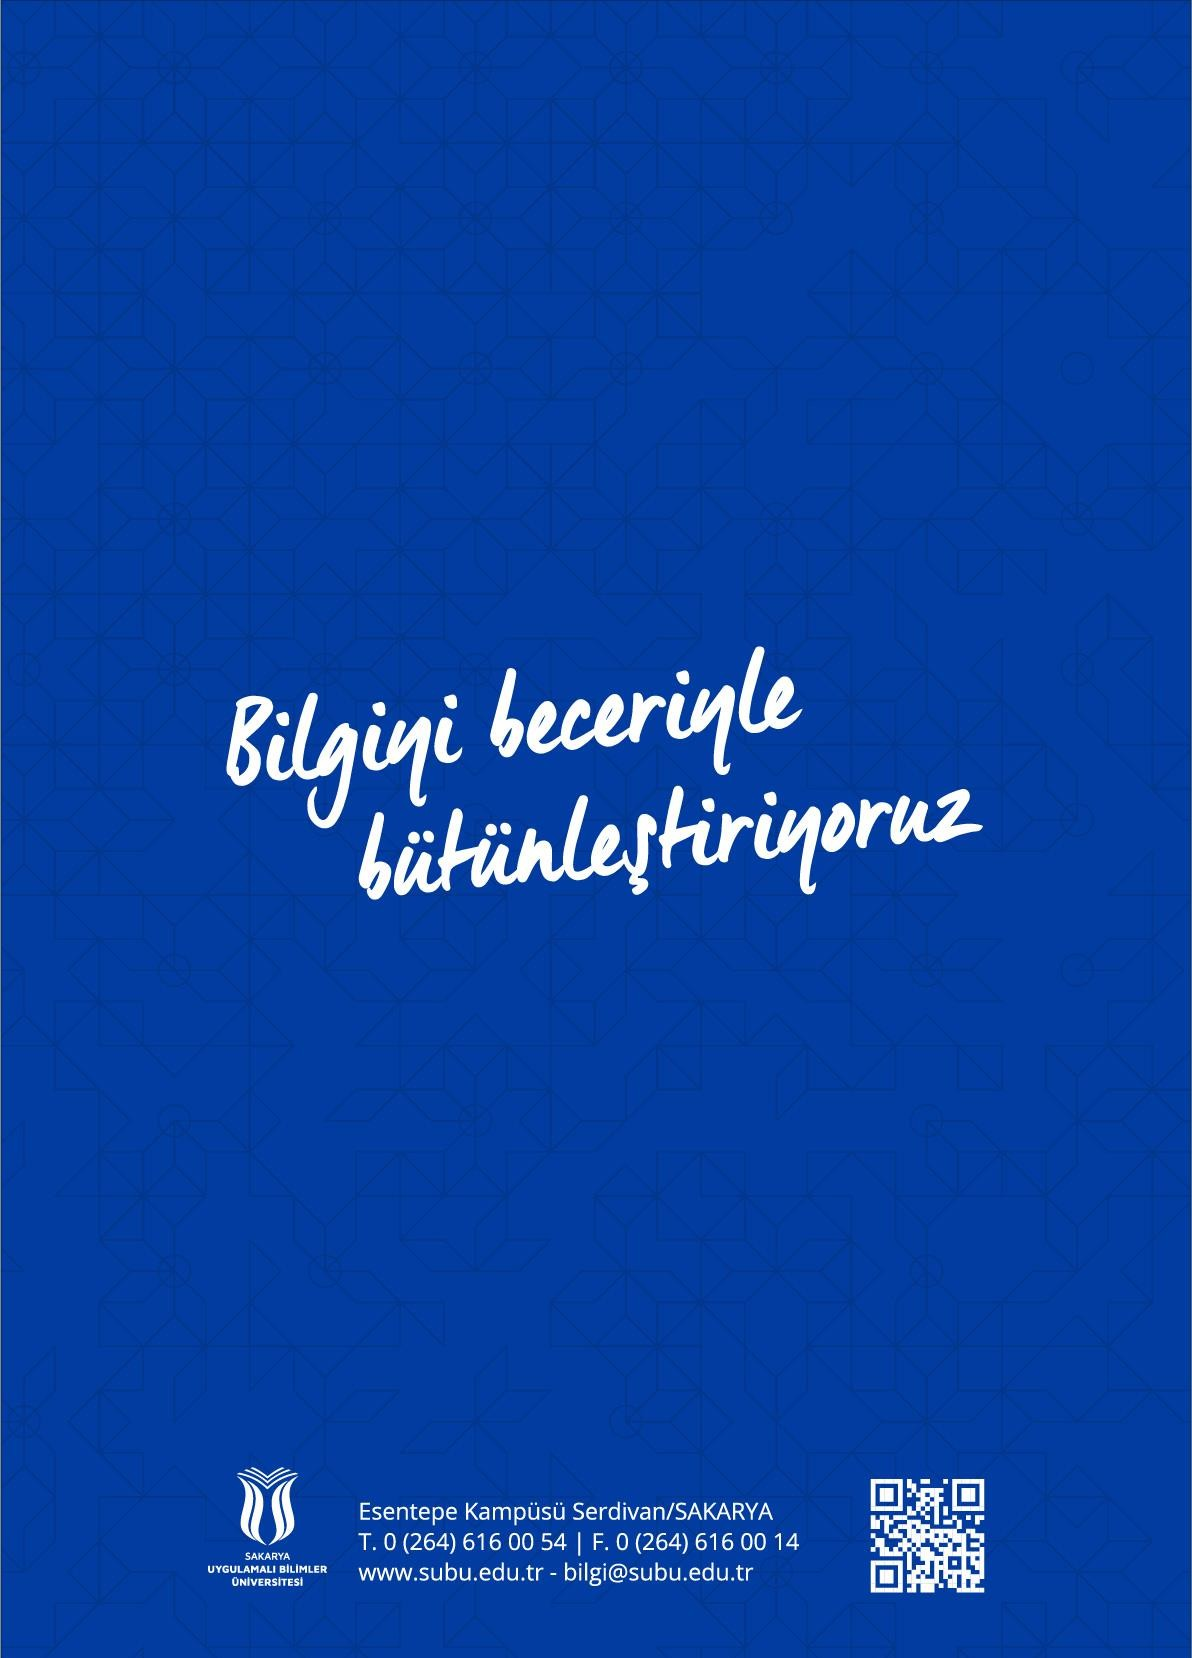 Bilgiyi beceriyle
bütünleştiriyoruz
SAKARYA
UYGULAMALI BİLİMLER
ÜNİVERSİTESİ
Esentepe Kampüsü Serdivan/SAKARYA
T. 0 (264) 616 00 54 | F. 0 (264) 616 00 14
www.subu.edu.tr - bilgi@subu.edu.tr